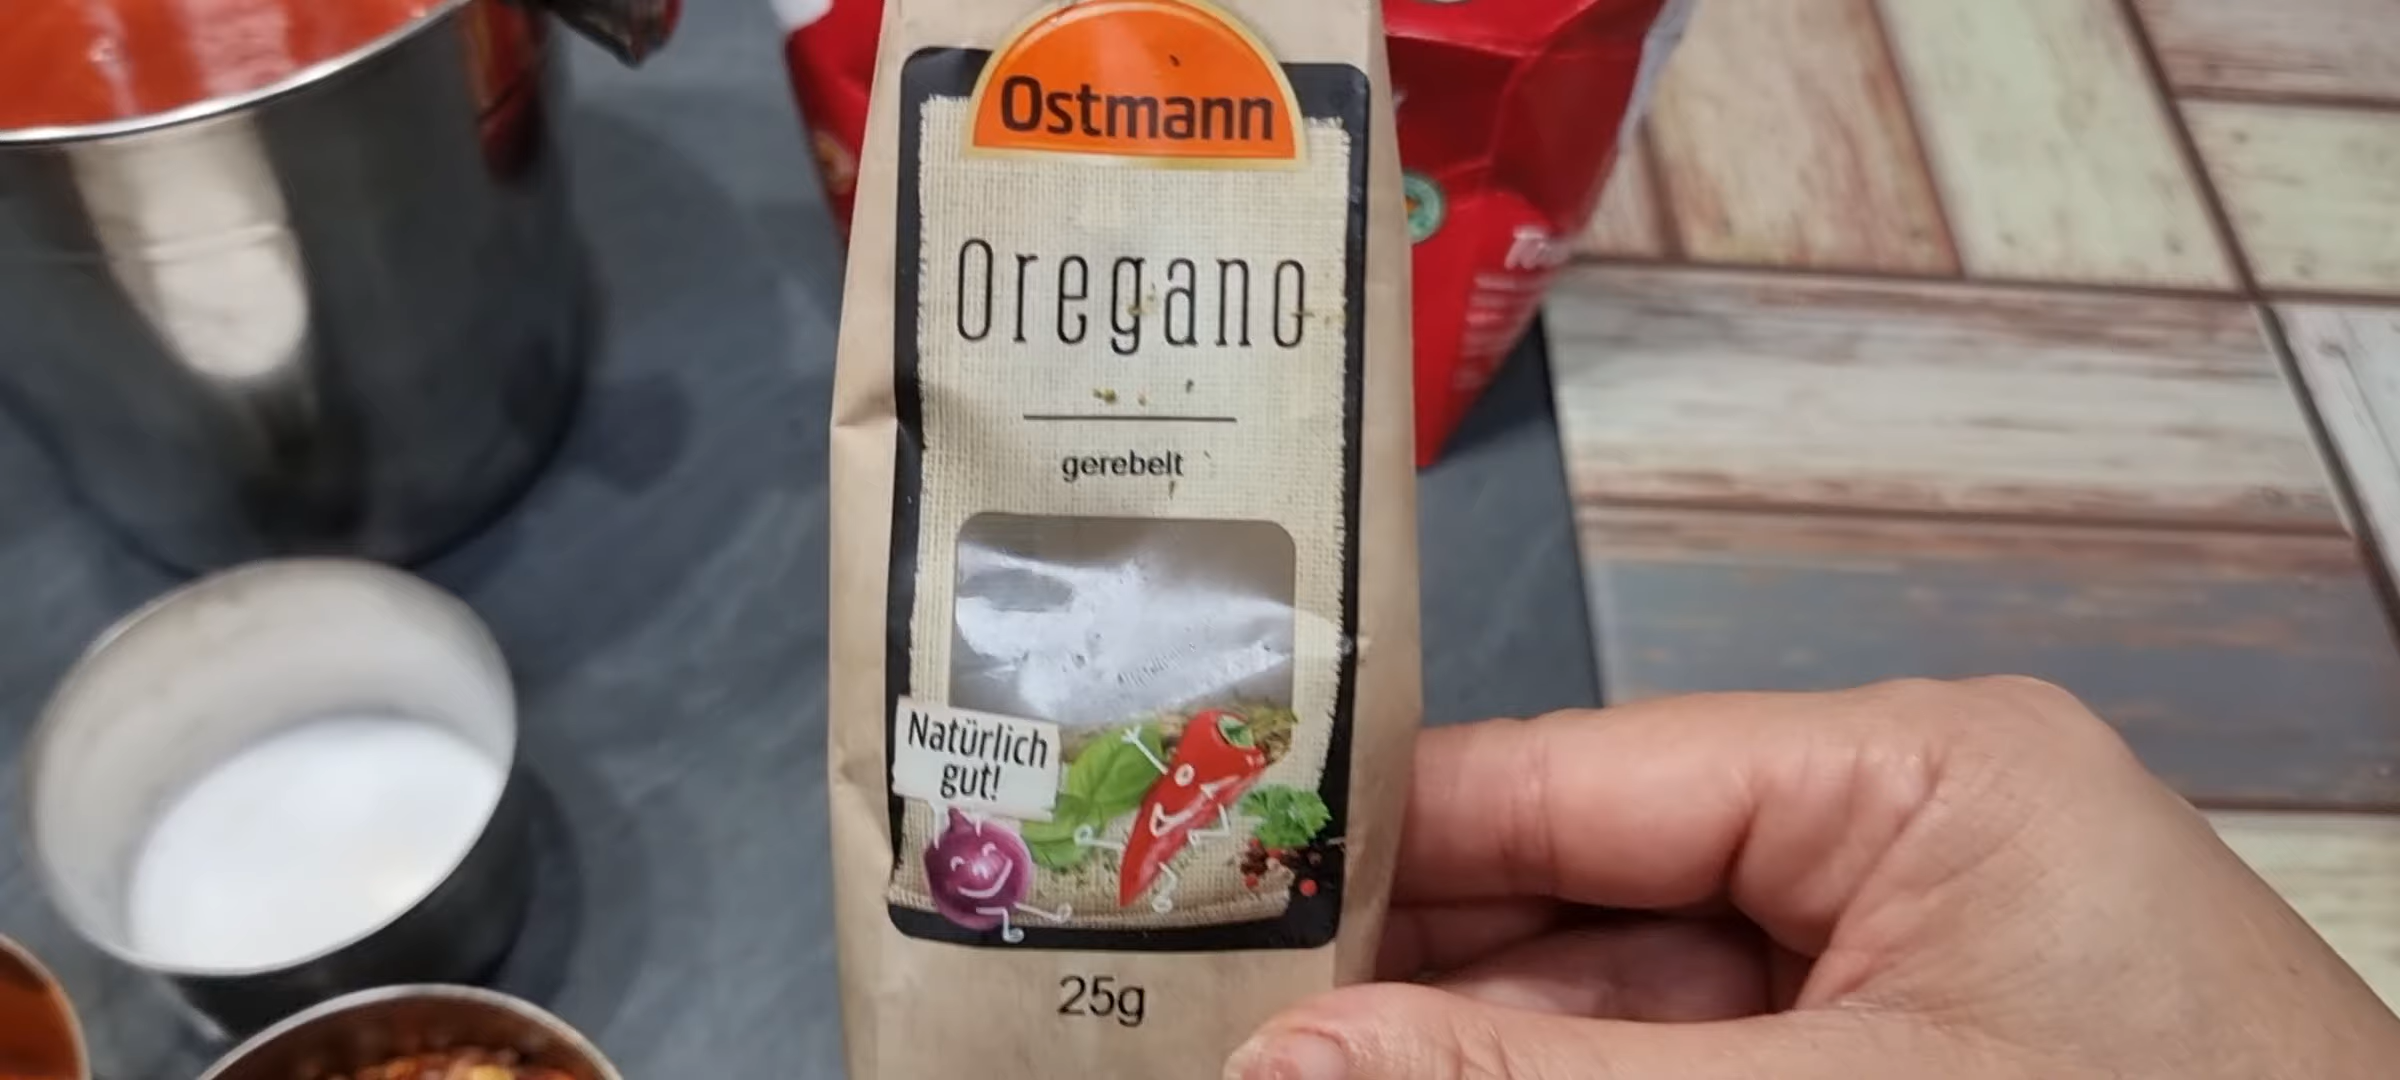 Ostmann
Oregano
gerebelt
Natürlich
gut!
25g